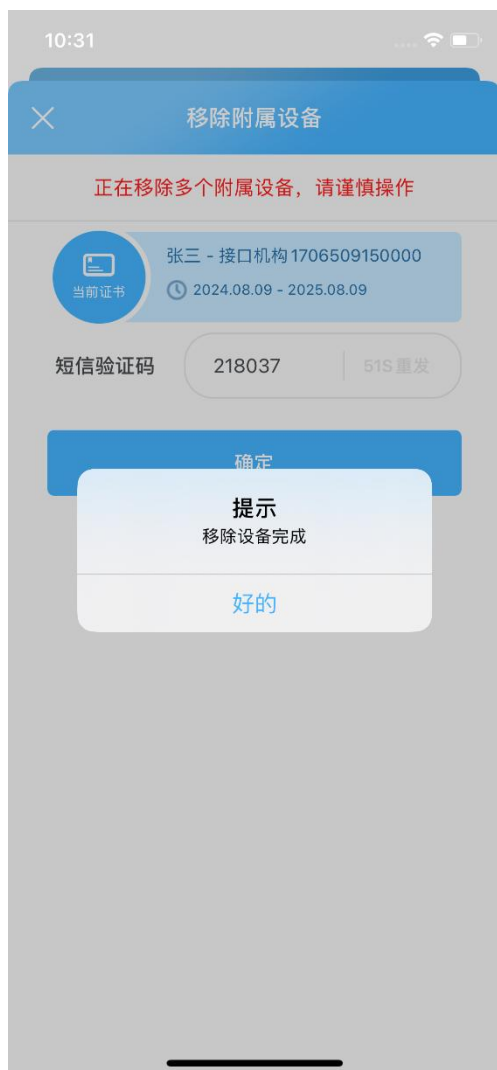 10:31
移除附属设备
正在移除多个附属设备，请谨慎操作
当前证书
张三 - 接口机构1706509150000
2024.08.09 - 2025.08.09
短信验证码
218037
51S重发
确定
提示
移除设备完成
好的